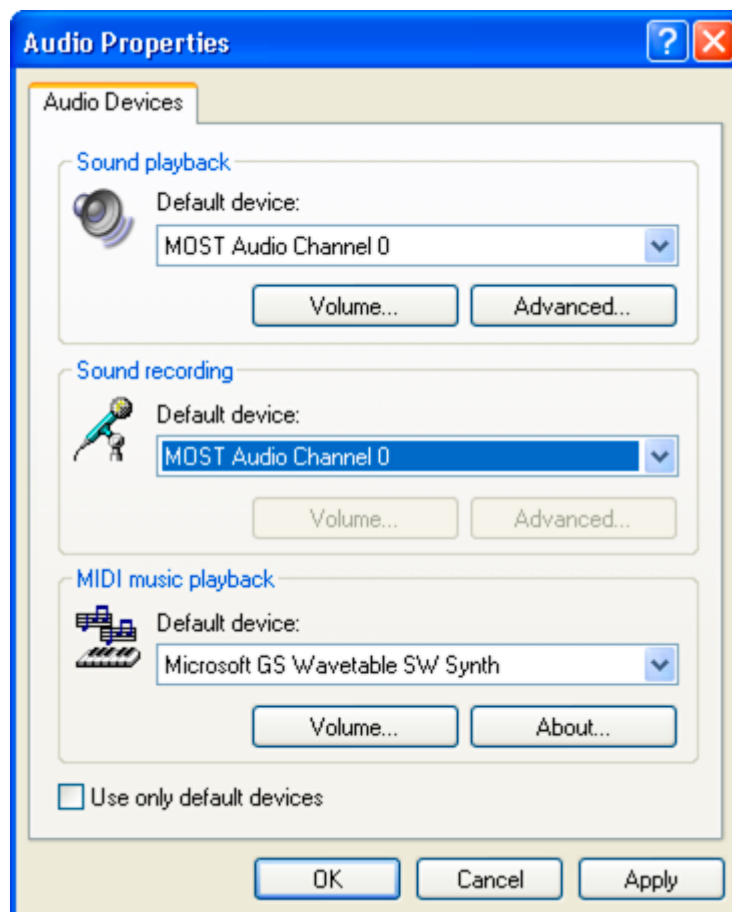 Audio Properties
Audio Devices
Sound playback
Default device:
MOST Audio Channel 0
Volume... Advanced...
Sound recording
Default device:
MOST Audio Channel 0
Volume... Advanced...
MIDI music playback
Default device:
Microsoft GS Wavetable SW Synth
Volume... About...
Use only default devices
OK Cancel Apply